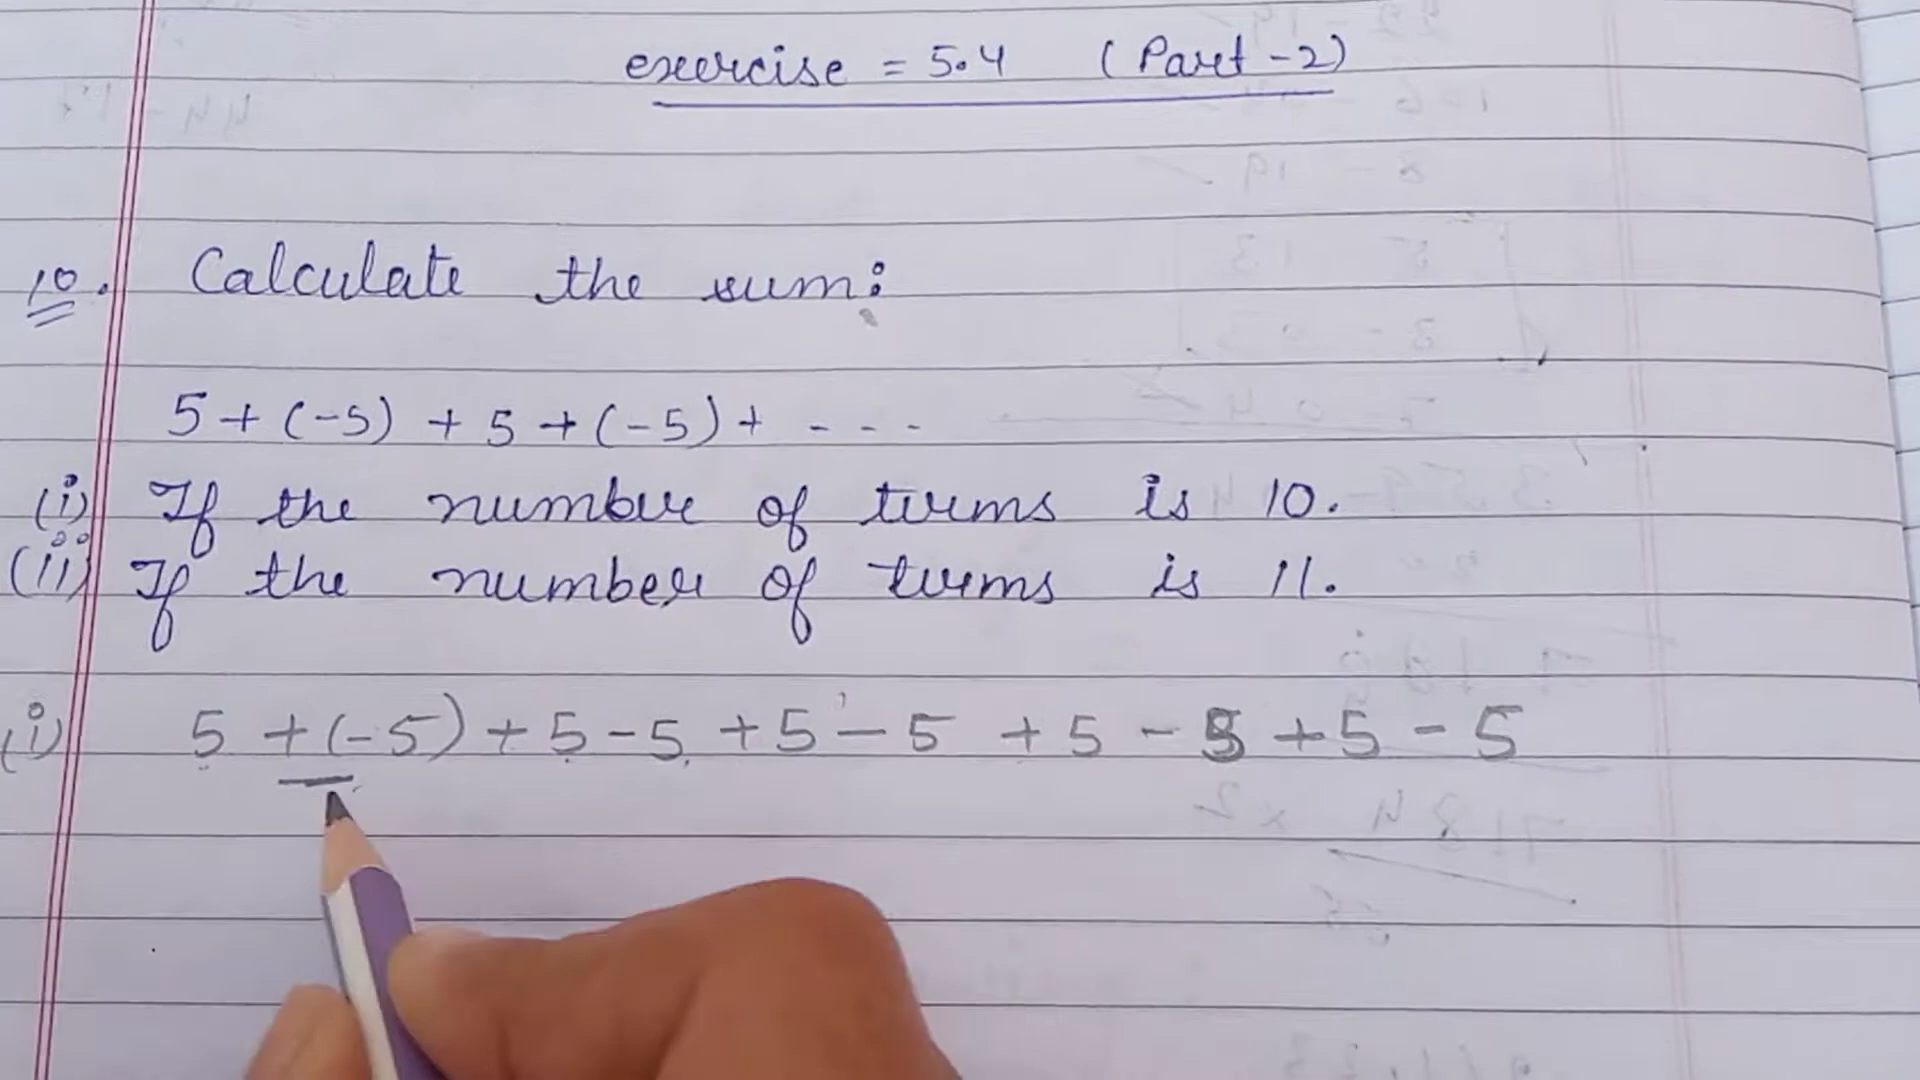 exercise = 5.4 (Part-2)
10. Calculate the sum:
5 + (-5) + 5 + (-5) + - - -
(i) If the number of terms is 10.
(ii) If the number of terms is 11.
(i) 5 + (-5) + 5 - 5 + 5 - 5 + 5 - 5 + 5 - 5